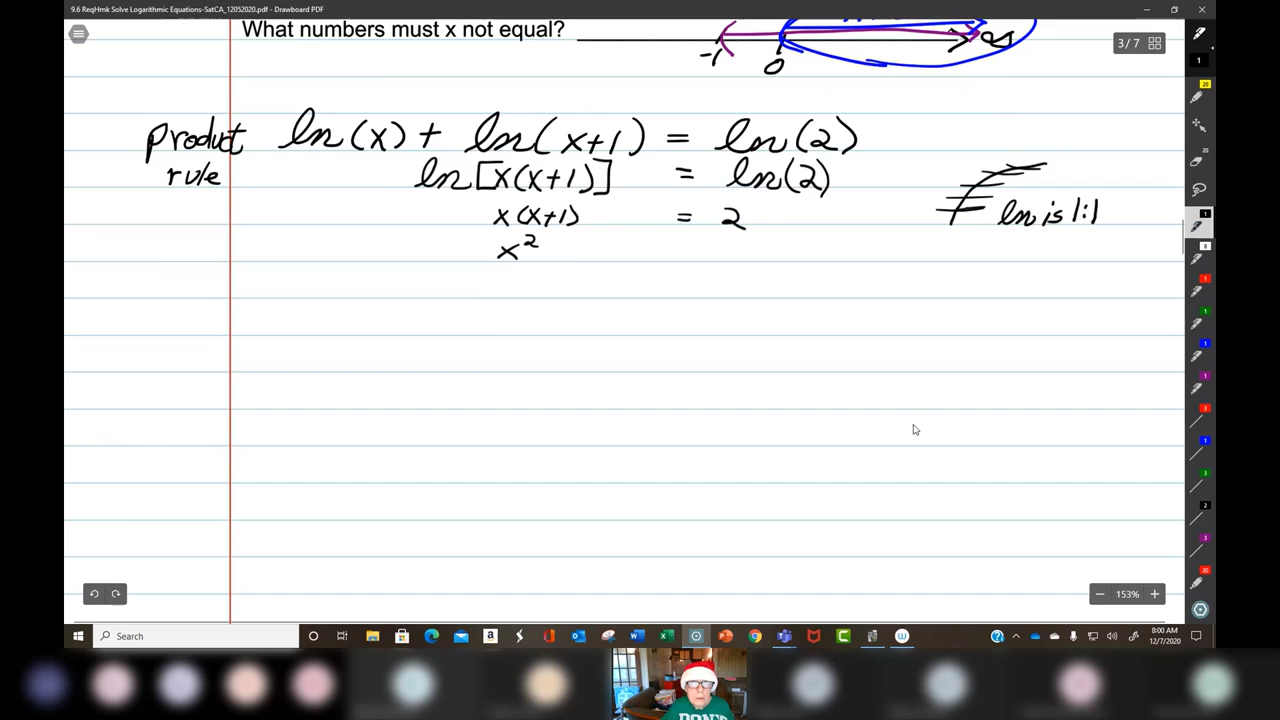 9.6 ReqHmk Solve Logarithmic Equations-SatCA_12052020.pdf - Drawboard PDF
What numbers must x not equal?
-1
0
∞
3 / 7
product rule
ln(x) + ln(x+1) = ln(2)
ln[x(x+1)] = ln(2)
x(x+1) = 2
x²
ln is 1:1
153%
Search
8:00 AM
12/7/2020